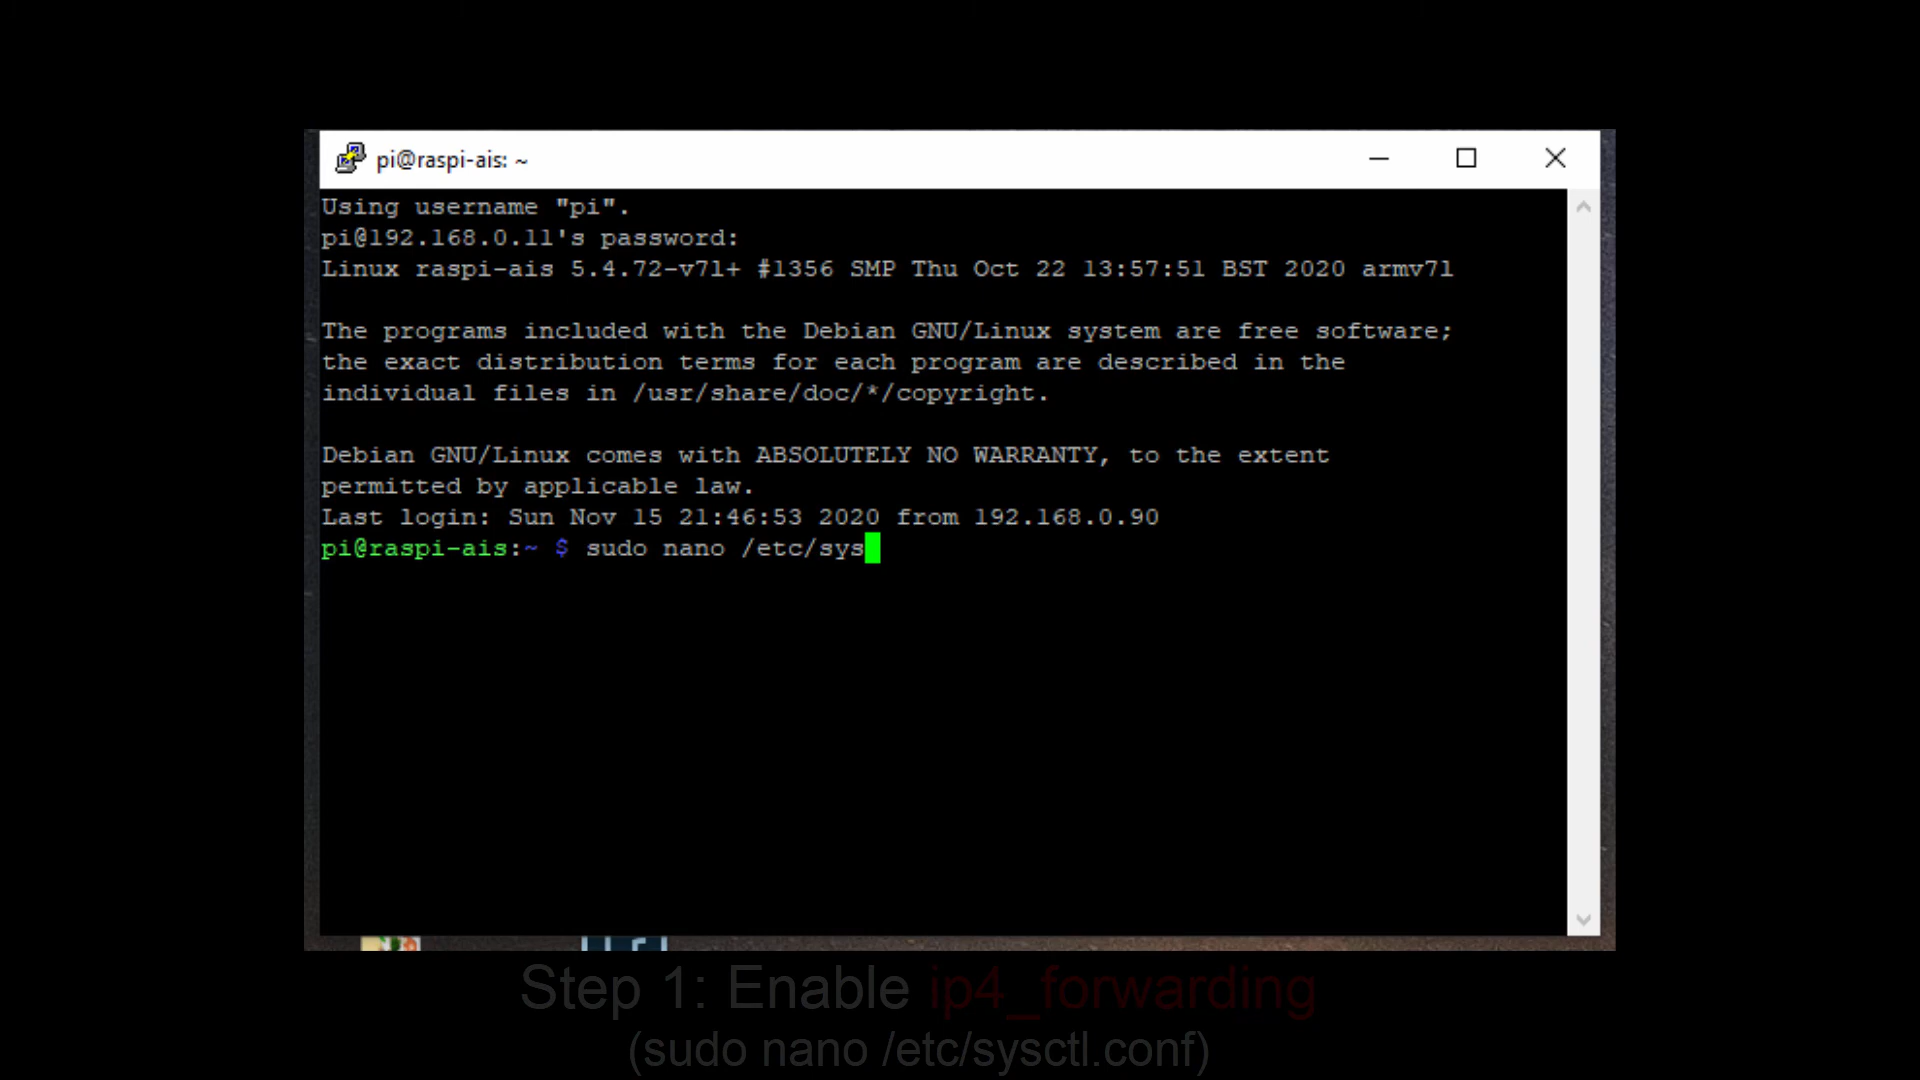 pi@raspi-ais: ~
Using username "pi".
pi@192.168.0.11's password:
Linux raspi-ais 5.4.72-v7l+ #1356 SMP Thu Oct 22 13:57:51 BST 2020 armv7l
The programs included with the Debian GNU/Linux system are free software;
the exact distribution terms for each program are described in the
individual files in /usr/share/doc/*/copyright.
Debian GNU/Linux comes with ABSOLUTELY NO WARRANTY, to the extent
permitted by applicable law.
Last login: Sun Nov 15 21:46:53 2020 from 192.168.0.90
pi@raspi-ais:~ $ sudo nano /etc/sys
Step 1: Enable ip4_forwarding
(sudo nano /etc/sysctl.conf)